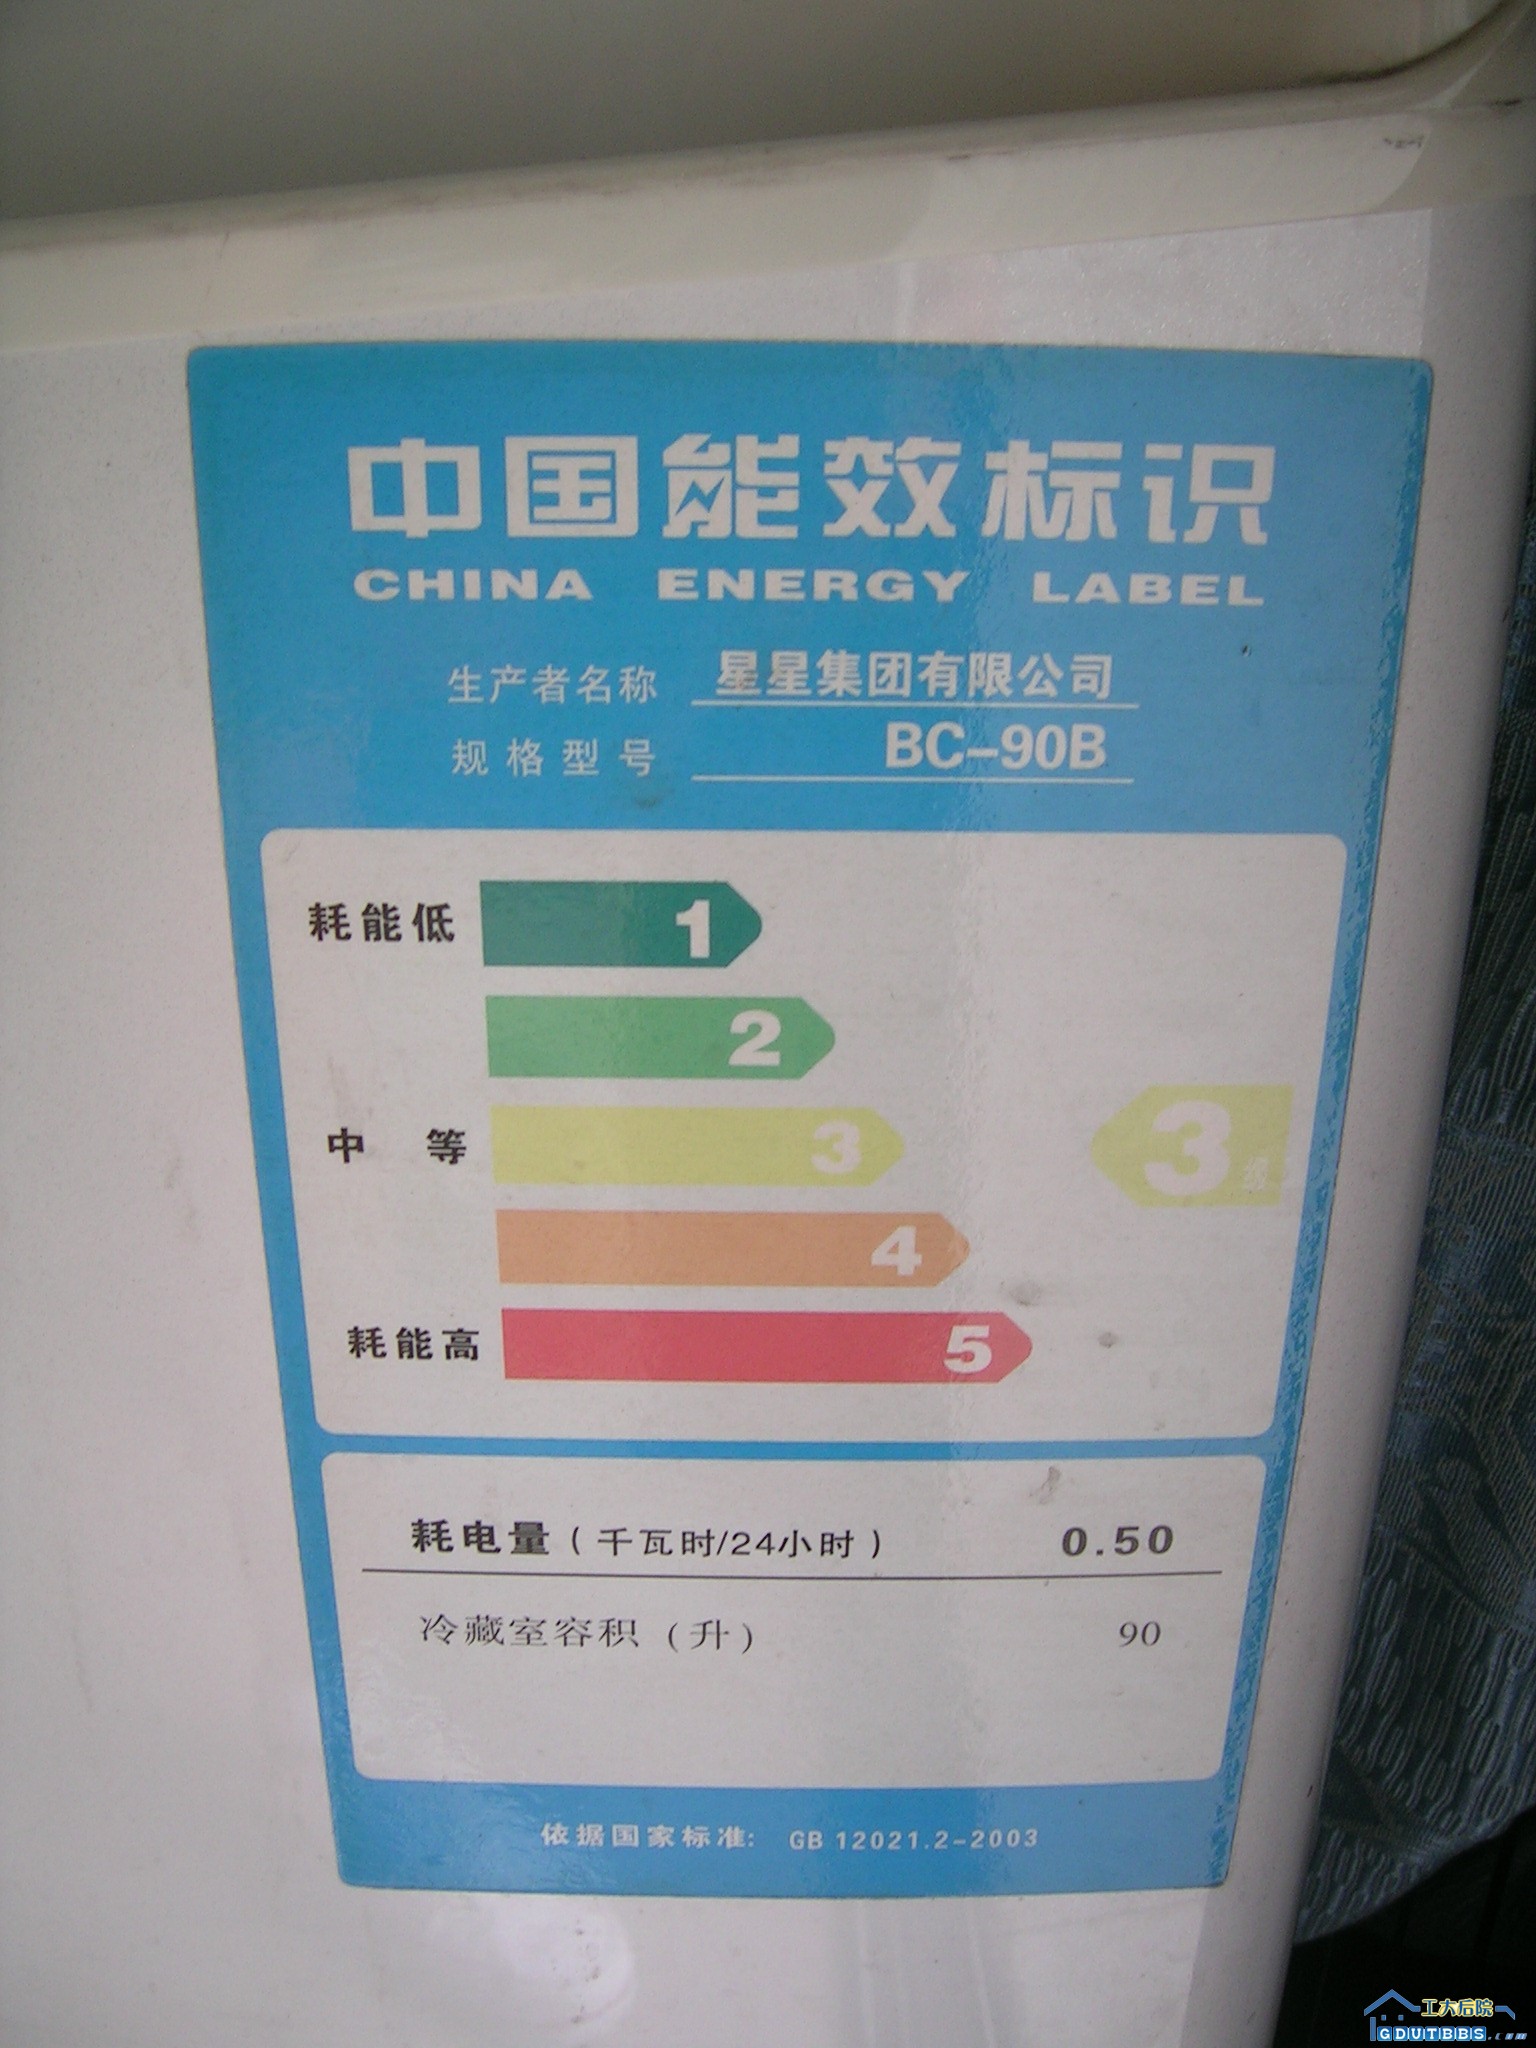 中国能效标识
CHINA ENERGY LABEL
生产者名称 星星集团有限公司
规格型号 BC-90B
耗能低 1
2
中 等 3 3级
4
耗能高 5
耗电量(千瓦时/24小时) 0.50
冷藏室容积(升) 90
依据国家标准: GB 12021.2-2003
工大后院
GDUTBBS.com